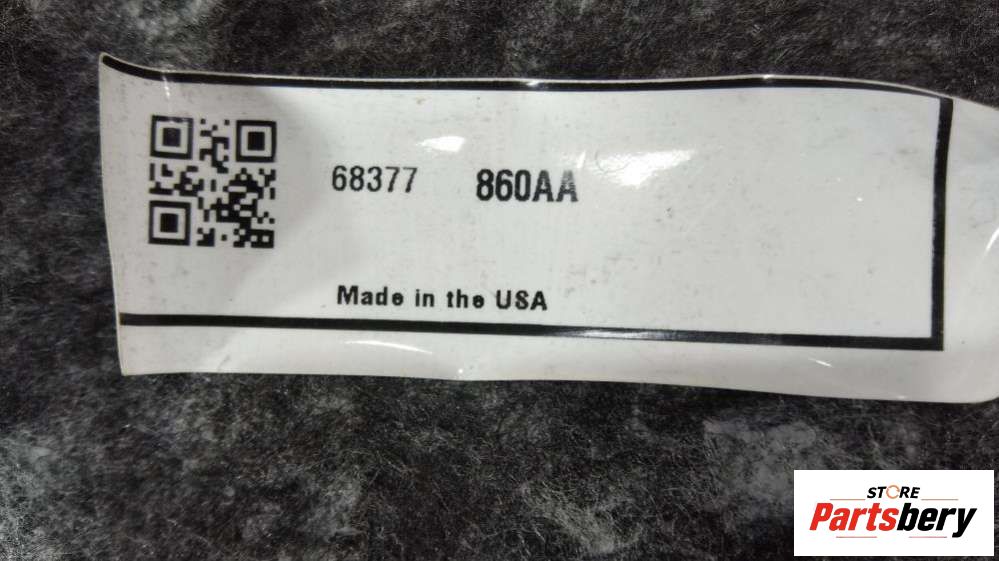 68377 860AA
Made in the USA
STORE
Partsbery